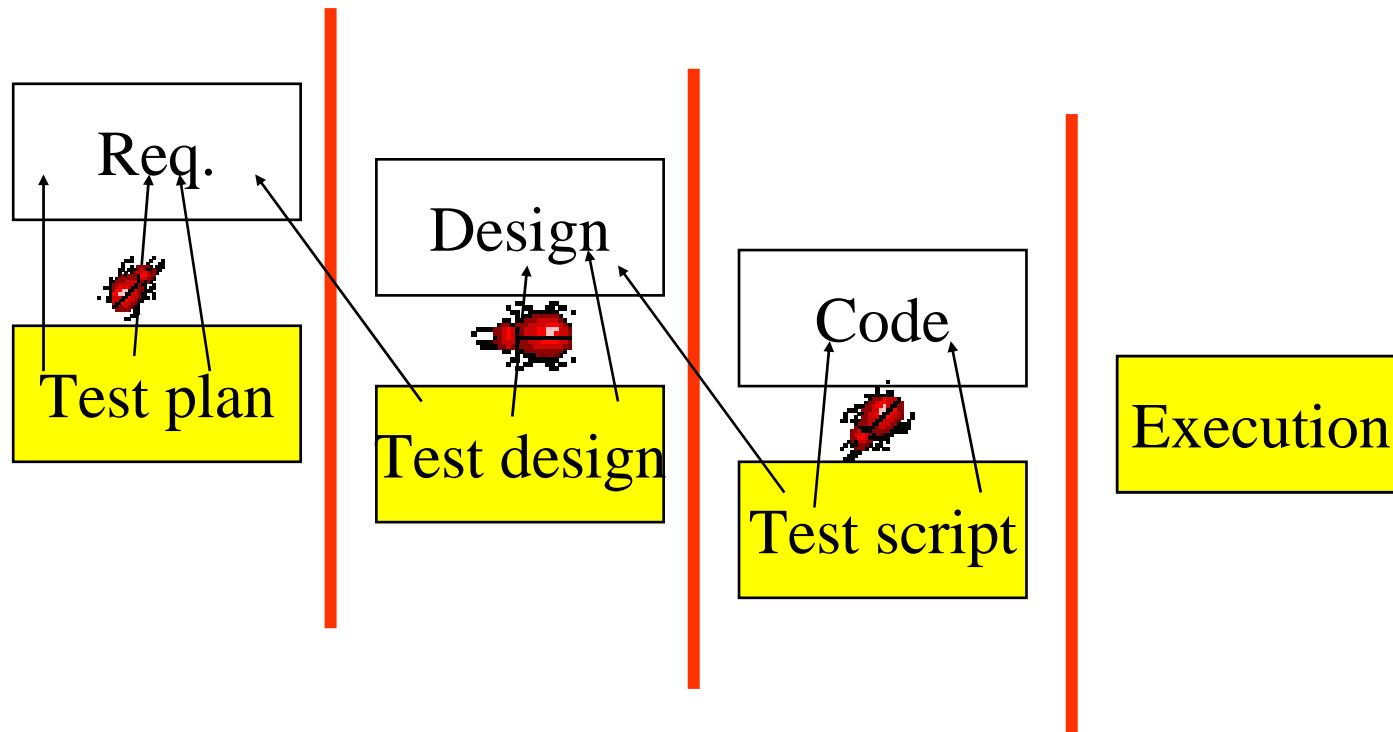 Req.
Test plan
Design
Test design
Code
Test script
Execution